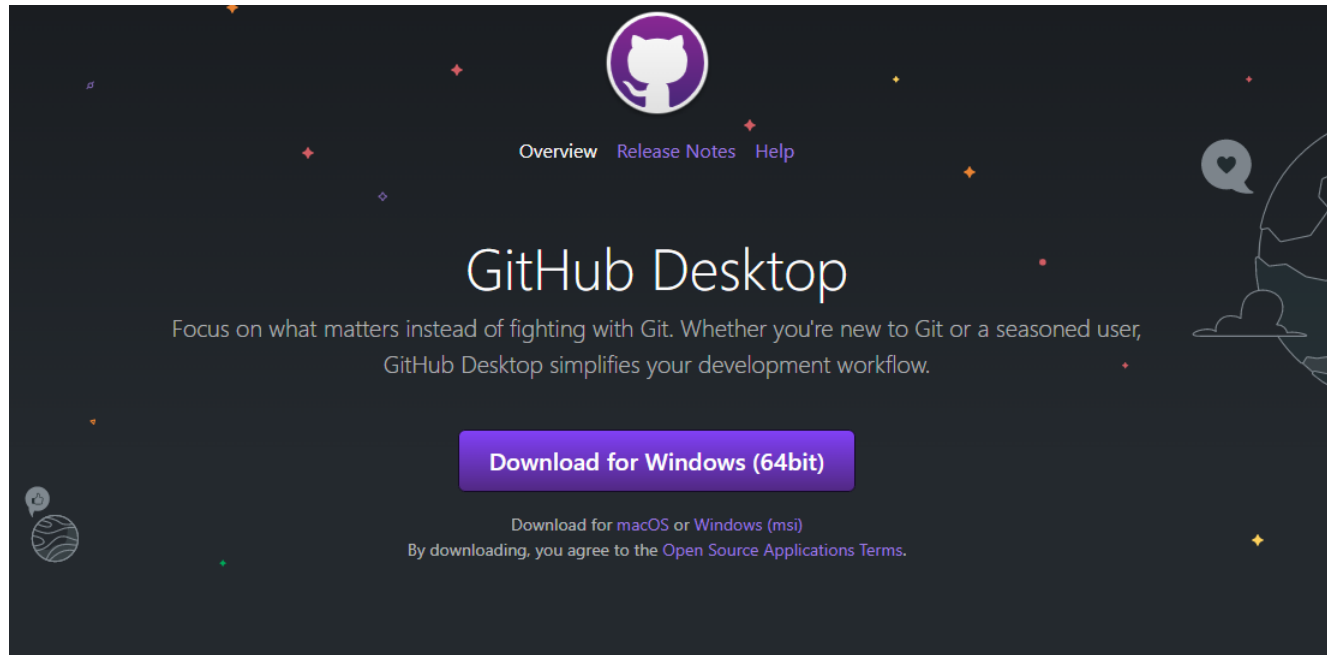 Overview Release Notes Help
GitHub Desktop
Focus on what matters instead of fighting with Git. Whether you're new to Git or a seasoned user,
GitHub Desktop simplifies your development workflow.
Download for Windows (64bit)
Download for macOS or Windows (msi)
By downloading, you agree to the Open Source Applications Terms.